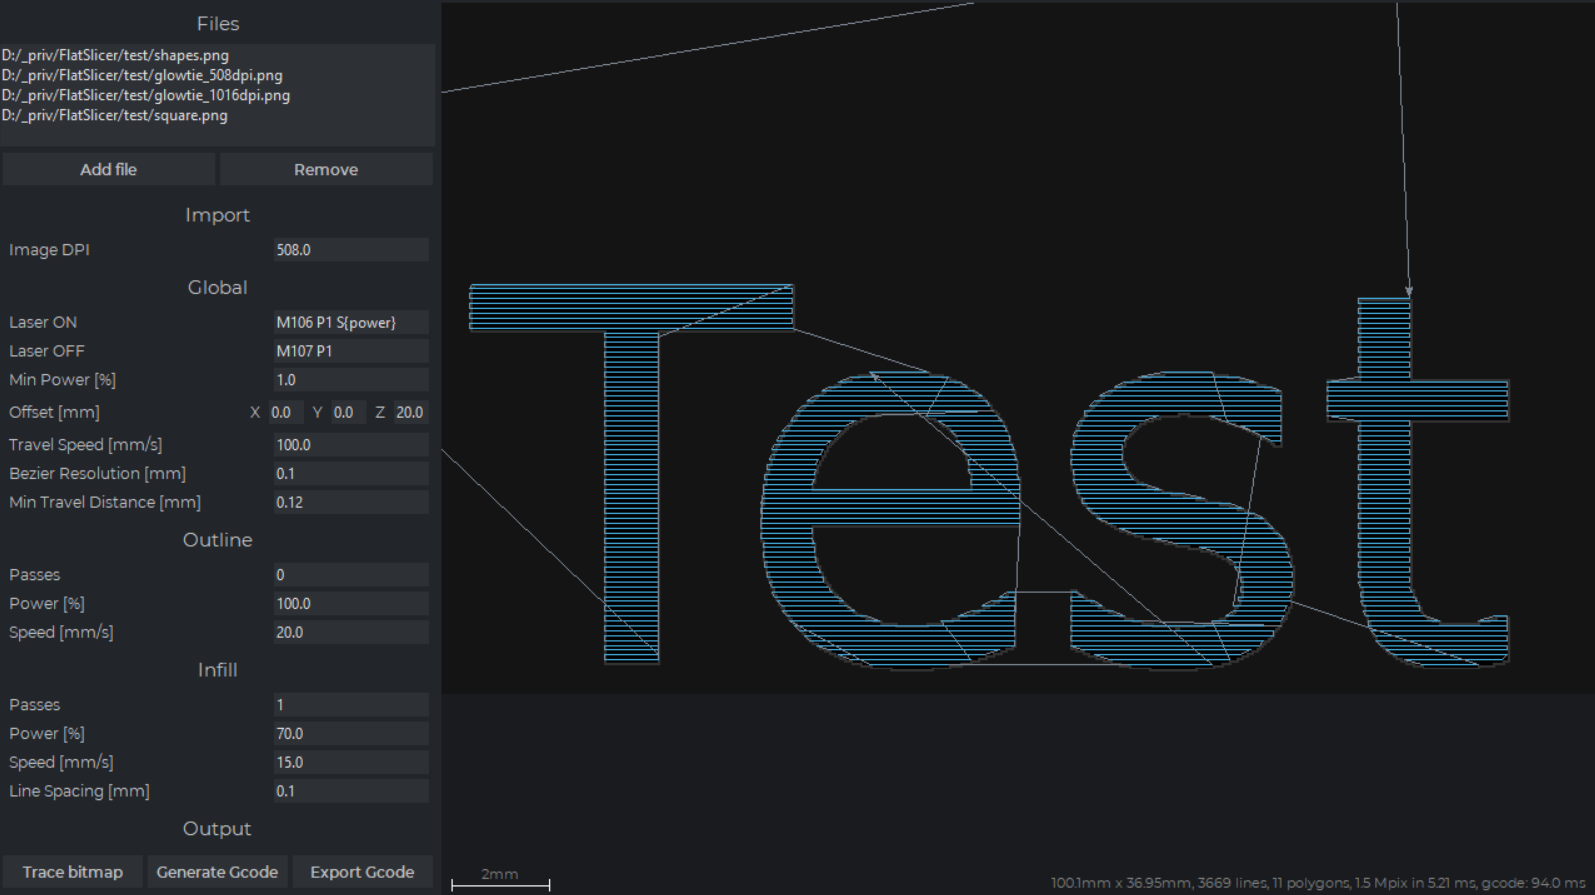 Files
D:/_priv/FlatSlicer/test/shapes.png
D:/_priv/FlatSlicer/test/glowtie_508dpi.png
D:/_priv/FlatSlicer/test/glowtie_1016dpi.png
D:/_priv/FlatSlicer/test/square.png
Add file Remove
Import
Image DPI 508.0
Global
Laser ON M106 P1 S{power}
Laser OFF M107 P1
Min Power [%] 1.0
Offset [mm] X 0.0 Y 0.0 Z 20.0
Travel Speed [mm/s] 100.0
Bezier Resolution [mm] 0.1
Min Travel Distance [mm] 0.12
Outline
Passes 0
Power [%] 100.0
Speed [mm/s] 20.0
Infill
Passes 1
Power [%] 70.0
Speed [mm/s] 15.0
Line Spacing [mm] 0.1
Output
Trace bitmap Generate Gcode Export Gcode
Test
2mm
100.1mm x 36.95mm, 3669 lines, 11 polygons, 1.5 Mpix in 5.21 ms, gcode: 94.0 ms